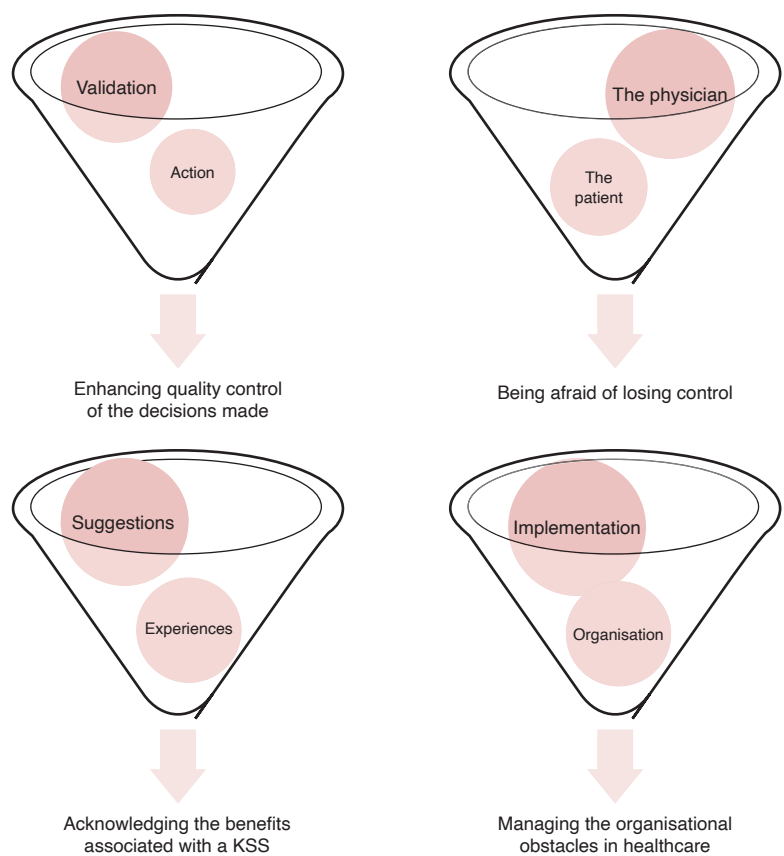 Validation
Action
Enhancing quality control
of the decisions made
The physician
The
patient
Being afraid of losing control
Suggestions
Experiences
Acknowledging the benefits
associated with a KSS
Implementation
Organisation
Managing the organisational
obstacles in healthcare